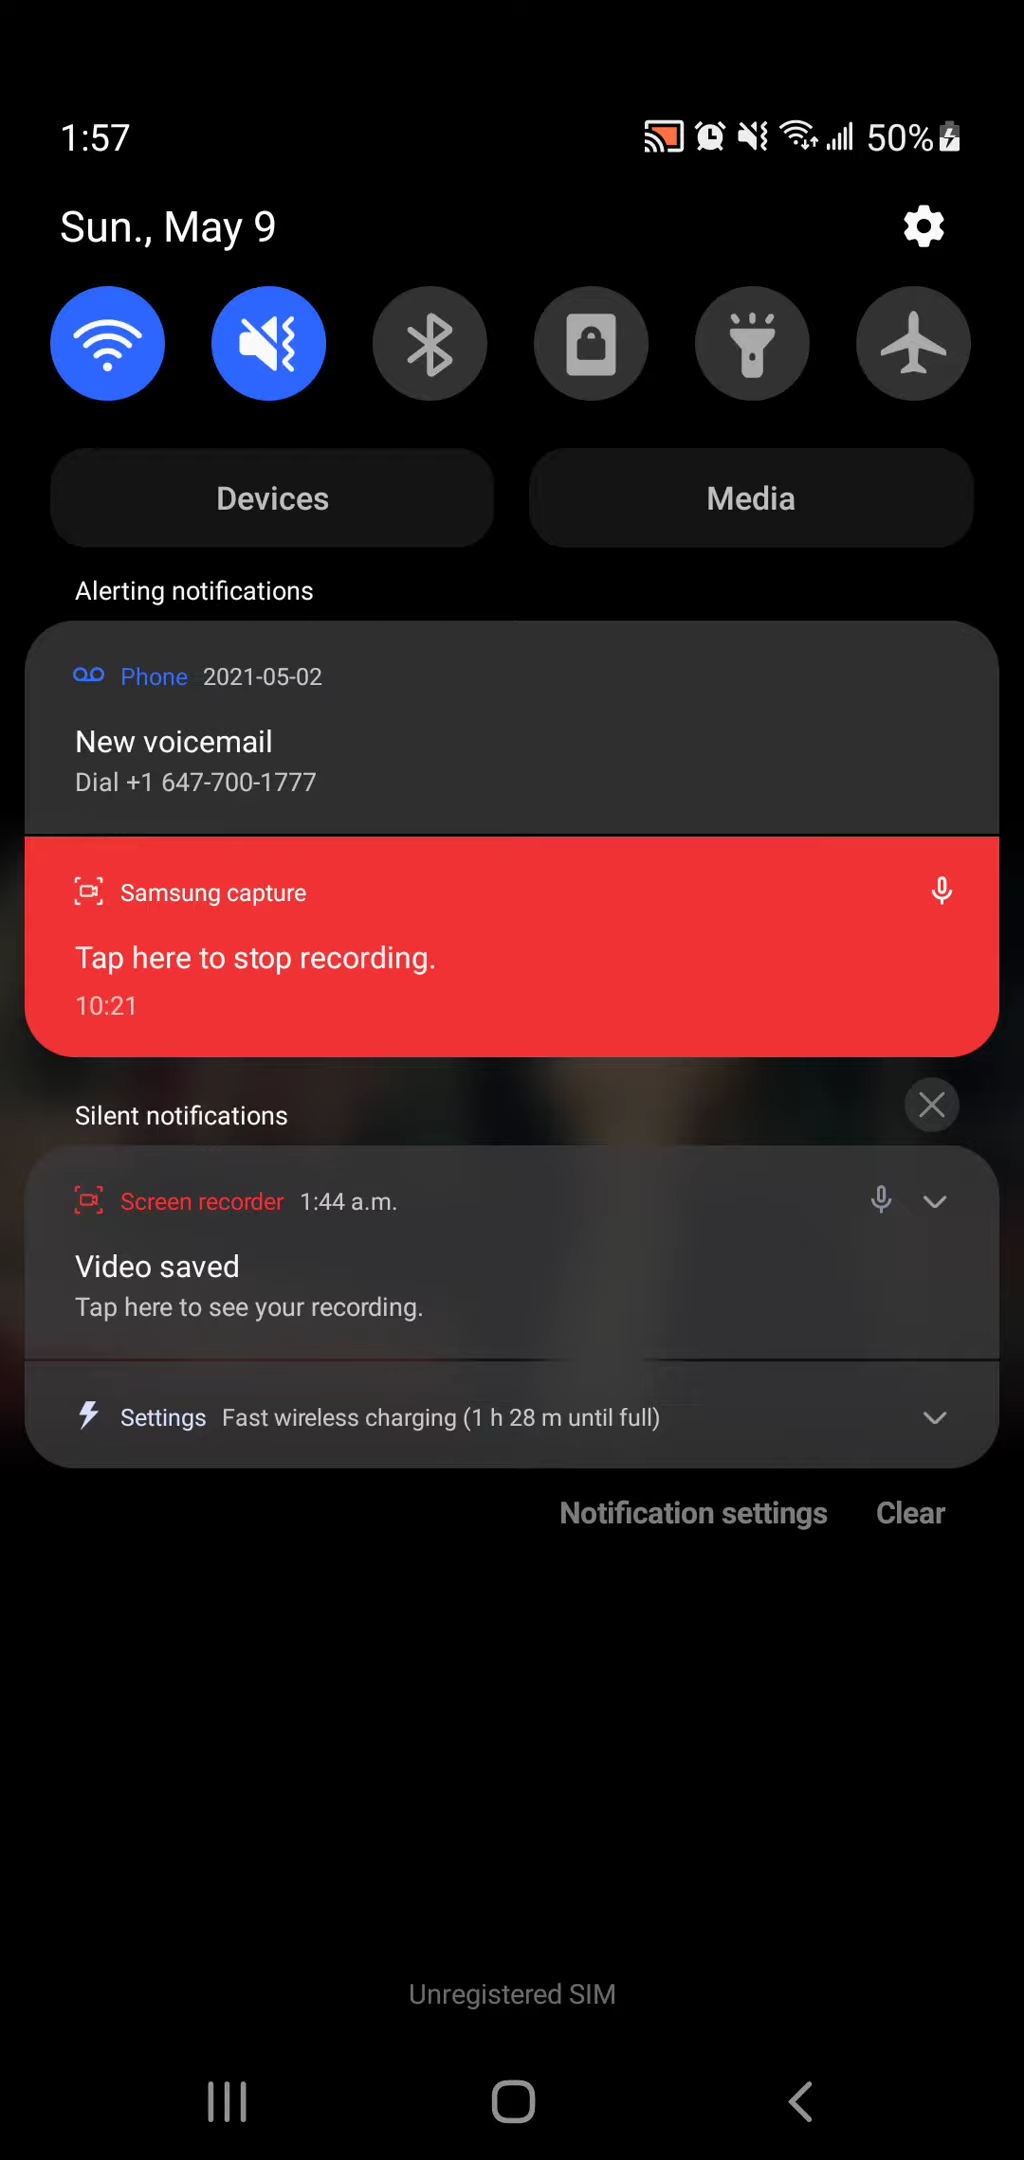 1:57
50%
Sun., May 9
Devices
Media
Alerting notifications
Phone 2021-05-02
New voicemail
Dial +1 647-700-1777
Samsung capture
Tap here to stop recording.
10:21
Silent notifications
Screen recorder 1:44 a.m.
Video saved
Tap here to see your recording.
Settings Fast wireless charging (1 h 28 m until full)
Notification settings
Clear
Unregistered SIM